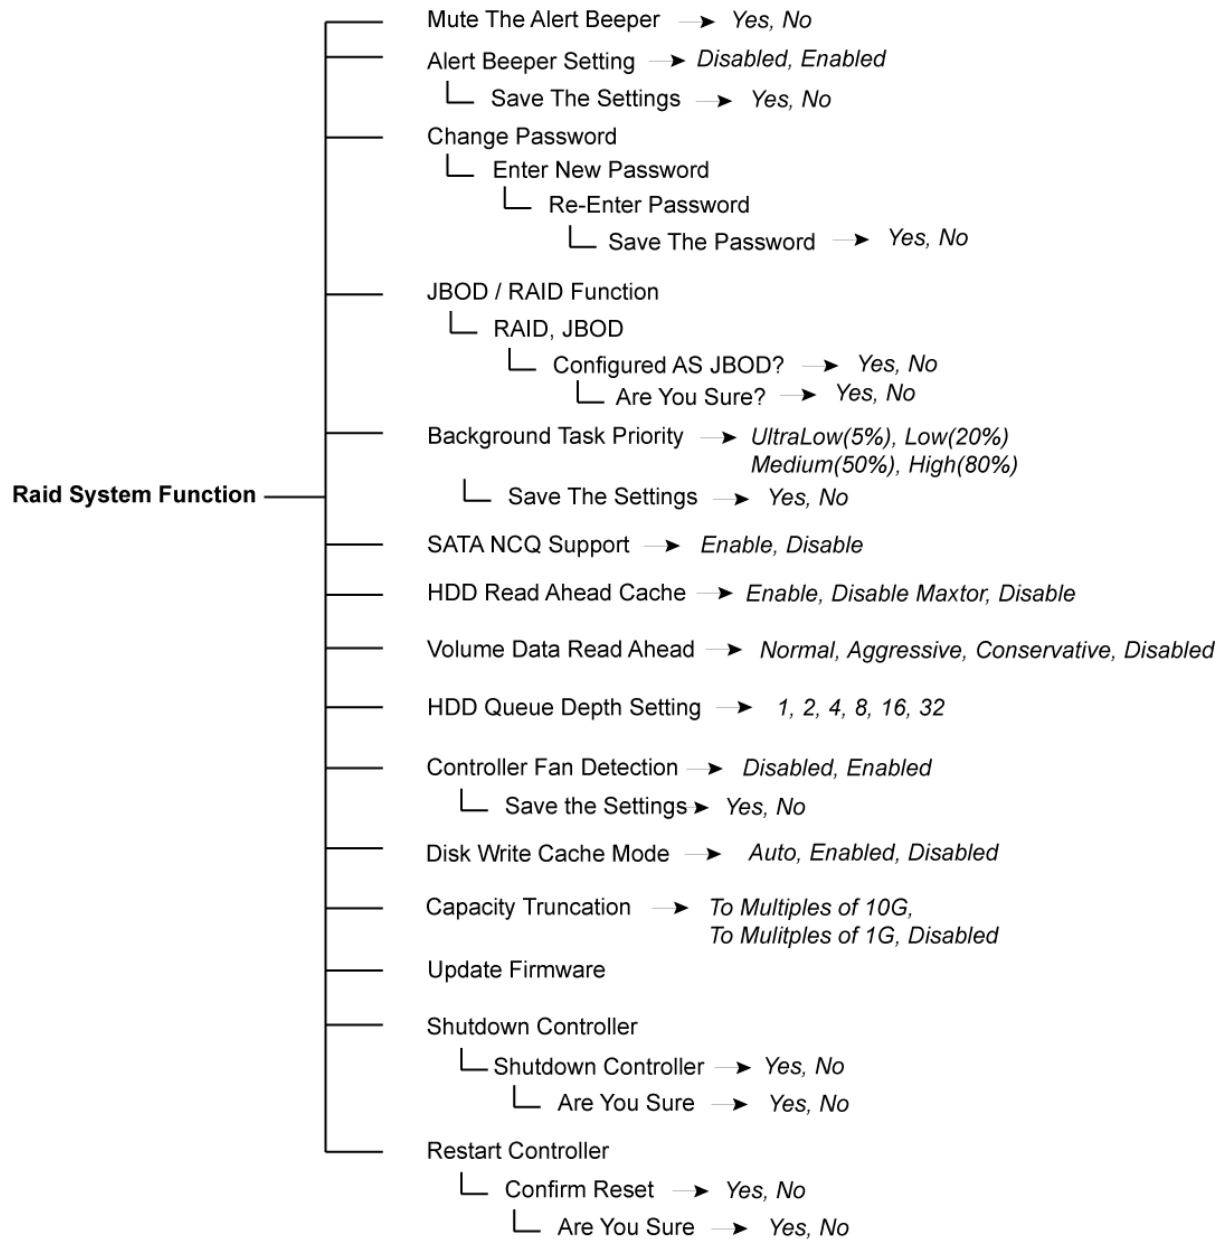 Mute The Alert Beeper Yes, No
Alert Beeper Setting Disabled, Enabled
Save The Settings Yes, No
Change Password
Enter New Password
Re-Enter Password
Save The Password Yes, No
JBOD / RAID Function
RAID, JBOD
Configured AS JBOD? Yes, No
Are You Sure? Yes, No
Background Task Priority UltraLow(5%), Low(20%)
Medium(50%), High(80%)
Raid System Function
Save The Settings Yes, No
SATA NCQ Support Enable, Disable
HDD Read Ahead Cache Enable, Disable Maxtor, Disable
Volume Data Read Ahead Normal, Aggressive, Conservative, Disabled
HDD Queue Depth Setting 1, 2, 4, 8, 16, 32
Controller Fan Detection Disabled, Enabled
Save the Settings Yes, No
Disk Write Cache Mode Auto, Enabled, Disabled
Capacity Truncation To Multiples of 10G,
To Mulitples of 1G, Disabled
Update Firmware
Shutdown Controller
Shutdown Controller Yes, No
Are You Sure Yes, No
Restart Controller
Confirm Reset Yes, No
Are You Sure Yes, No